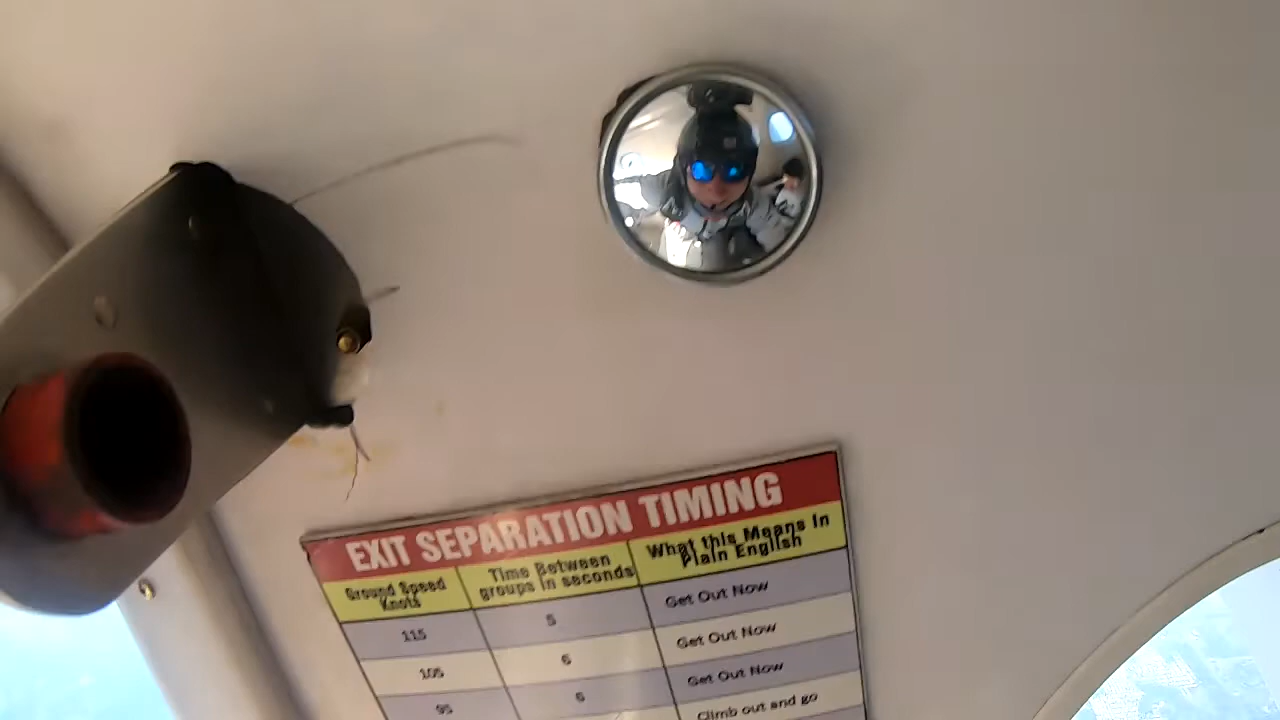 EXIT SEPARATION TIMING
Ground Speed Knots
Time Between groups in seconds
What this Means In Plain English
115 5 Get Out Now
105 6 Get Out Now
95 6 Get Out Now
Climb out and go